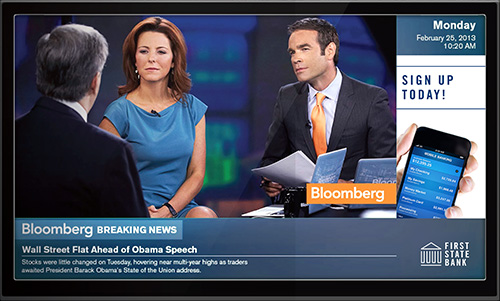 Monday
February 25, 2013
10:20 AM
SIGN UP
TODAY!
MOBILE BANKING
Bloomberg
Bloomberg BREAKING NEWS
Wall Street Flat Ahead of Obama Speech
Stocks were little changed on Tuesday, hovering near multi-year highs as traders
awaited President Barack Obama's State of the Union address.
FIRST
STATE
BANK